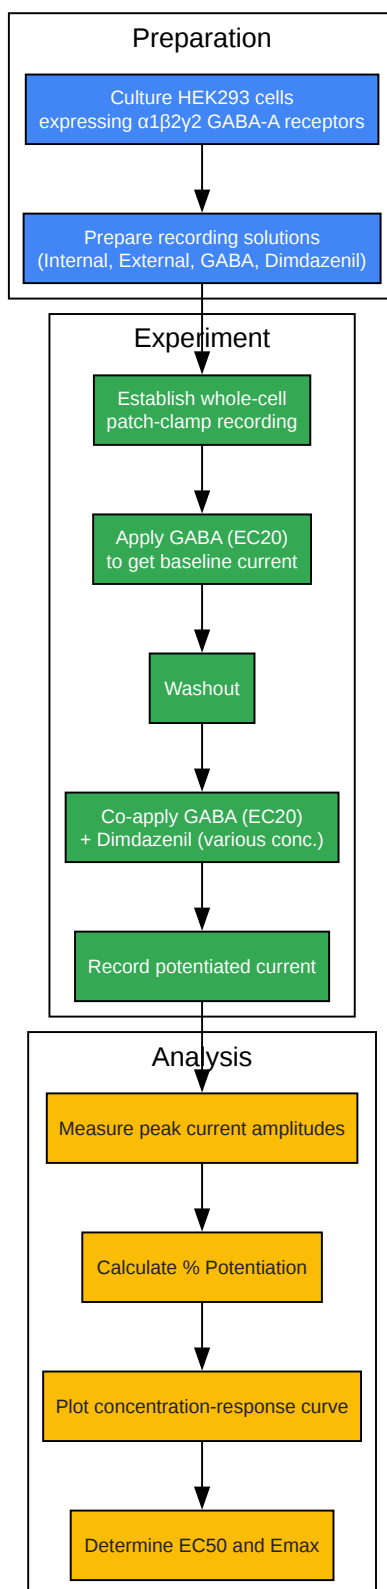 Preparation
Culture HEK293 cells
expressing α1β2γ2 GABA-A receptors
Prepare recording solutions
(Internal, External, GABA, Dimdazenil)
Experiment
Establish whole-cell
patch-clamp recording
Apply GABA (EC20)
to get baseline current
Washout
Co-apply GABA (EC20)
+ Dimdazenil (various conc.)
Record potentiated current
Analysis
Measure peak current amplitudes
Calculate % Potentiation
Plot concentration-response curve
Determine EC50 and Emax